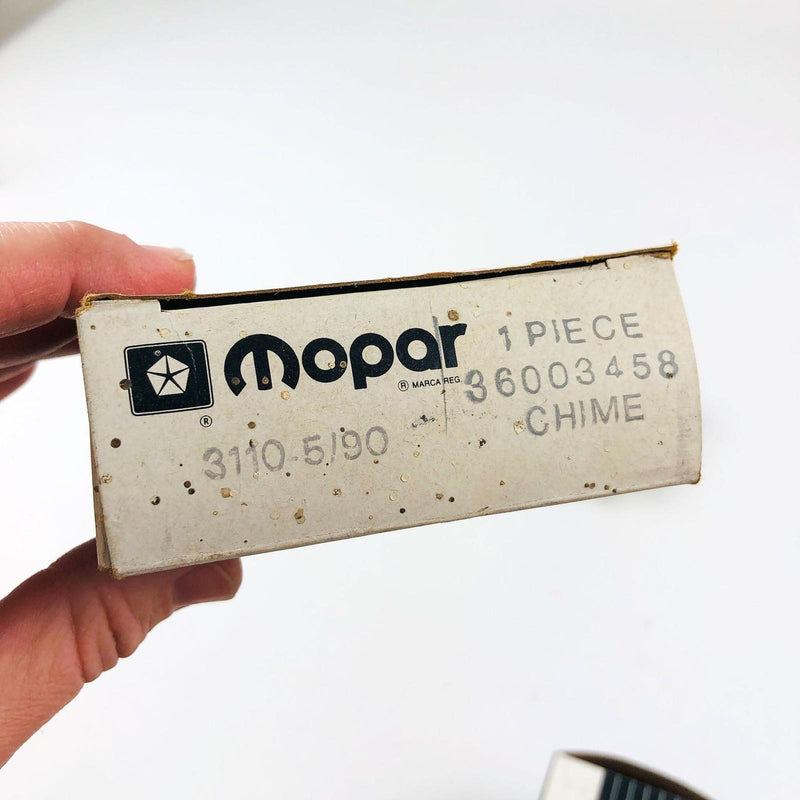 mopar
® MARCA REG.
®
1 PIECE
36003458
CHIME
3110-5/90